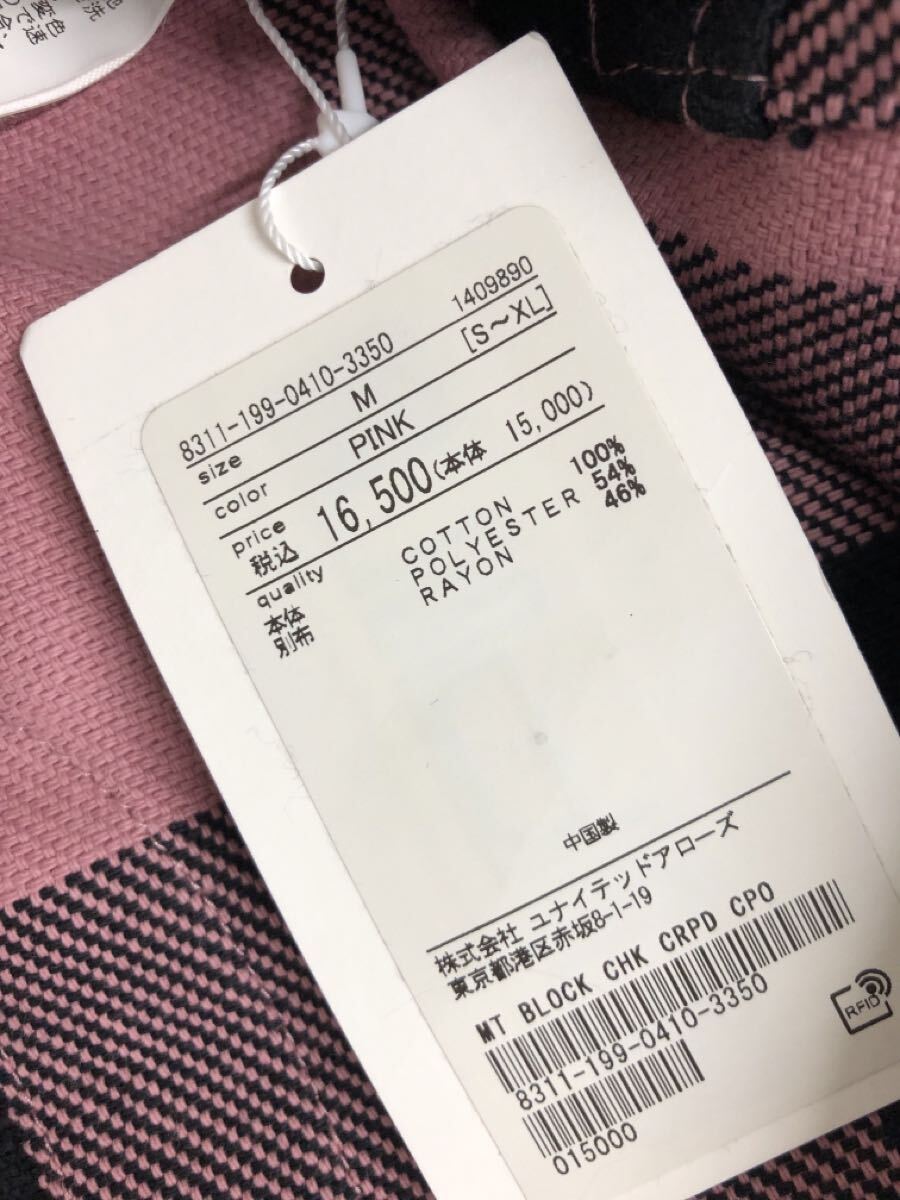 8311-199-0410-3350 1409890
size M [S〜XL]
color PINK
price 税込 16,500(本体 15,000)
quality
本体 COTTON 100%
別布 POLYESTER 54%
RAYON 46%
中国製
株式会社 ユナイテッドアローズ
東京都港区赤坂8-1-19
MT BLOCK CHK CRPD CPO
8311-199-0410-3350
015000
RFID